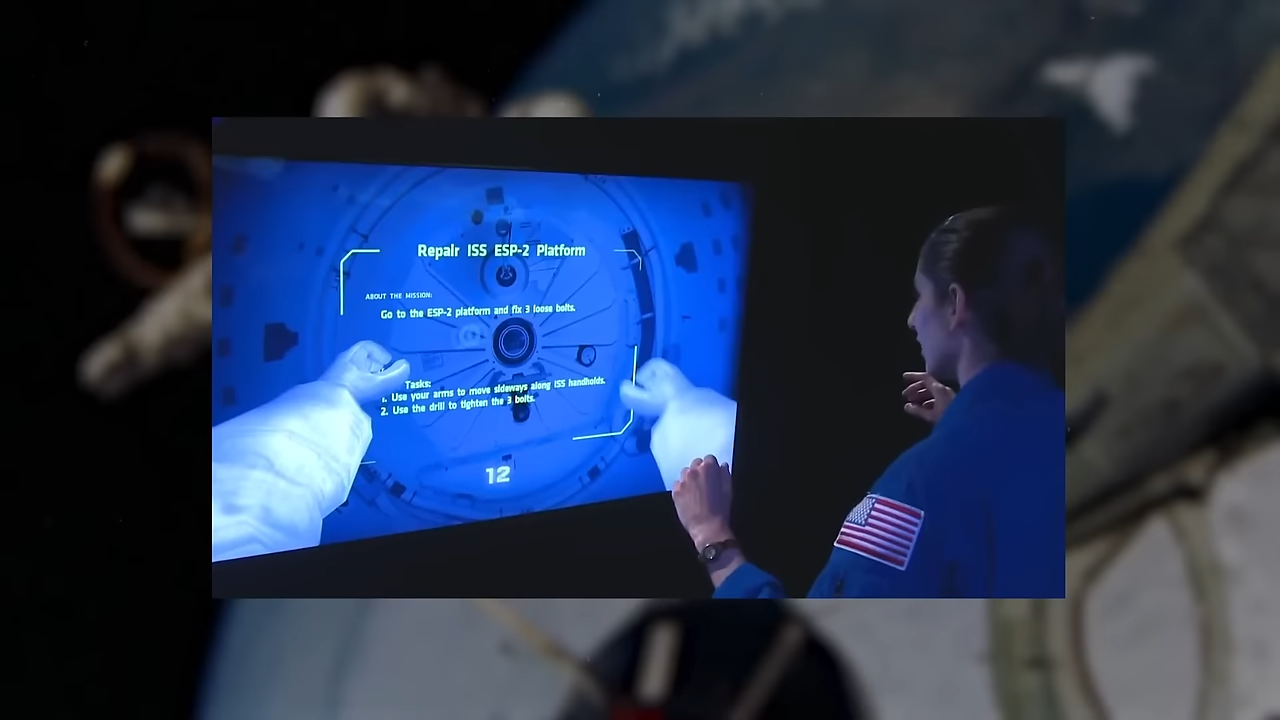 Repair ISS ESP-2 Platform
ABOUT THE MISSION:
Go to the ESP-2 platform and fix 3 loose bolts.
Tasks:
1. Use your arms to move sideways along ISS handholds.
2. Use the drill to tighten the 3 bolts.
12